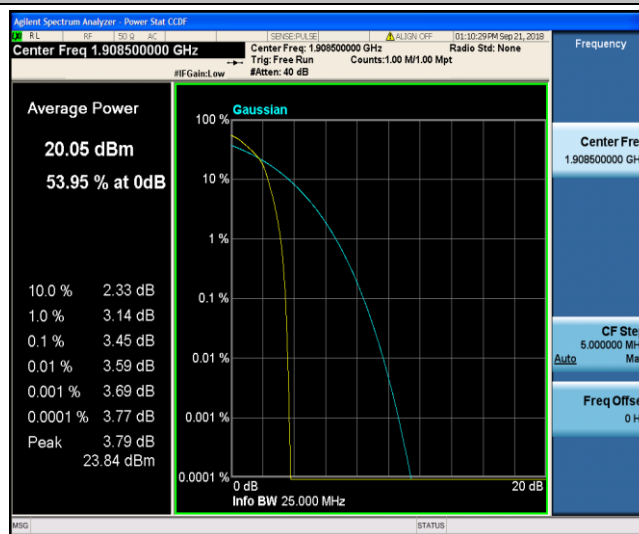 Agilent Spectrum Analyzer - Power Stat CCDF
RL RF 50 Ω AC SENSE:PULSE ALIGN OFF 01:10:29 PM Sep 21, 2018
Center Freq 1.908500000 GHz
Center Freq: 1.908500000 GHz Radio Std: None
Trig: Free Run Counts:1.00 M/1.00 Mpt
#IFGain:Low #Atten: 40 dB
Frequency
Average Power
20.05 dBm
53.95 % at 0dB
10.0 % 2.33 dB
1.0 % 3.14 dB
0.1 % 3.45 dB
0.01 % 3.59 dB
0.001 % 3.69 dB
0.0001 % 3.77 dB
Peak 3.79 dB
23.84 dBm
Gaussian
100 %
10 %
1 %
0.1 %
0.01 %
0.001 %
0.0001 %
0 dB 20 dB
Info BW 25.000 MHz
Center Fre
1.908500000 GH
CF Ste
5.000000 MH
Auto Ma
Freq Offse
0 H
MSG STATUS